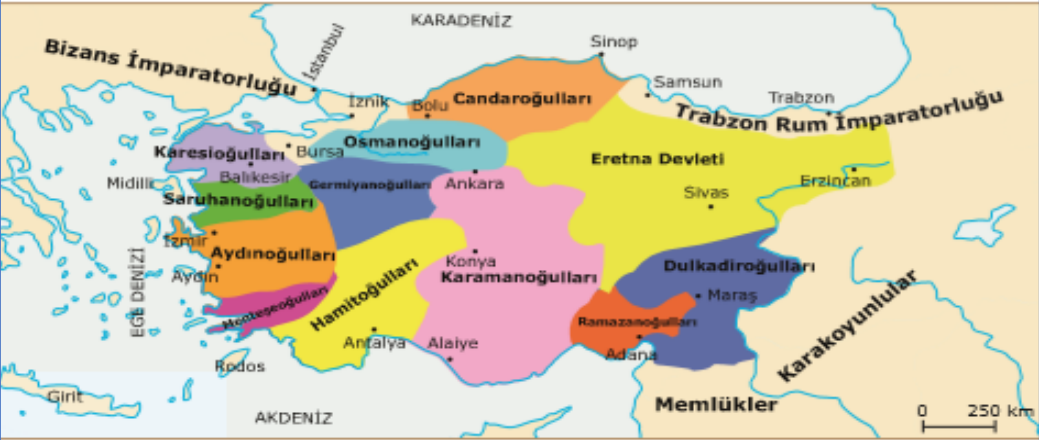 KARADENİZ
Bizans İmparatorluğu
İstanbul
Sinop
Samsun
Trabzon
Trabzon Rum İmparatorluğu
İznik
Bolu
Candaroğulları
Osmanoğulları
Bursa
Karesioğulları
Balıkesir
Midilli
Germiyanoğulları
Ankara
Eretna Devleti
Sivas
Erzincan
Saruhanoğulları
İzmir
Aydınoğulları
Aydın
EGE DENİZİ
Konya
Karamanoğulları
Dulkadiroğulları
Maraş
Hamitoğulları
Menteşeoğulları
Ramazanoğulları
Adana
Karakoyunlular
Antalya
Alaiye
Rodos
Girit
AKDENİZ
Memlükler
0 250 km